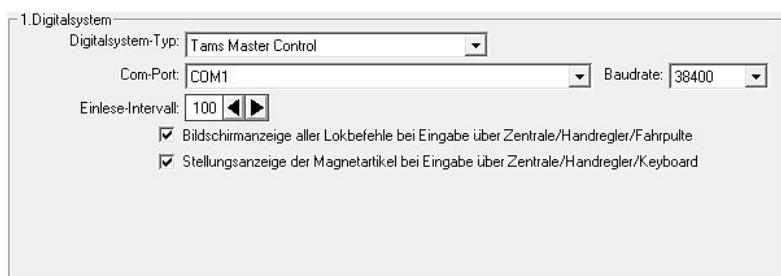 1.Digitalsystem
Digitalsystem-Typ: Tams Master Control
Com-Port: COM1 Baudrate: 38400
Einlese-Intervall: 100
Bildschirmanzeige aller Lokbefehle bei Eingabe über Zentrale/Handregler/Fahrpulte
Stellungsanzeige der Magnetartikel bei Eingabe über Zentrale/Handregler/Keyboard